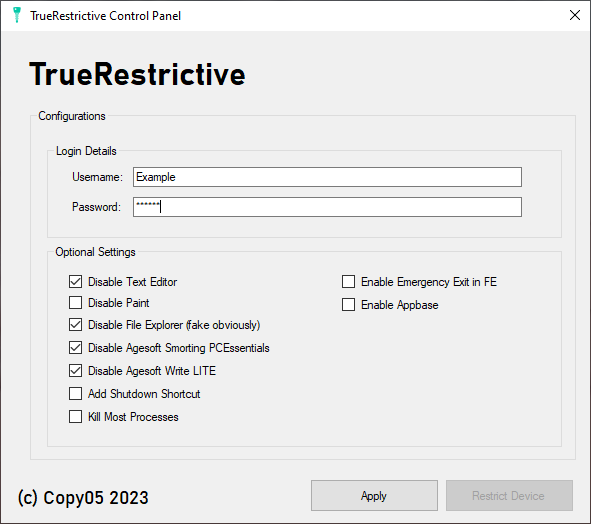 TrueRestrictive Control Panel
TrueRestrictive
Configurations
Login Details
Username: Example
Password: ******
Optional Settings
Disable Text Editor
Enable Emergency Exit in FE
Disable Paint
Enable Appbase
Disable File Explorer (fake obviously)
Disable Agesoft Smorting PCEssentials
Disable Agesoft Write LITE
Add Shutdown Shortcut
Kill Most Processes
(c) Copy05 2023
Apply
Restrict Device